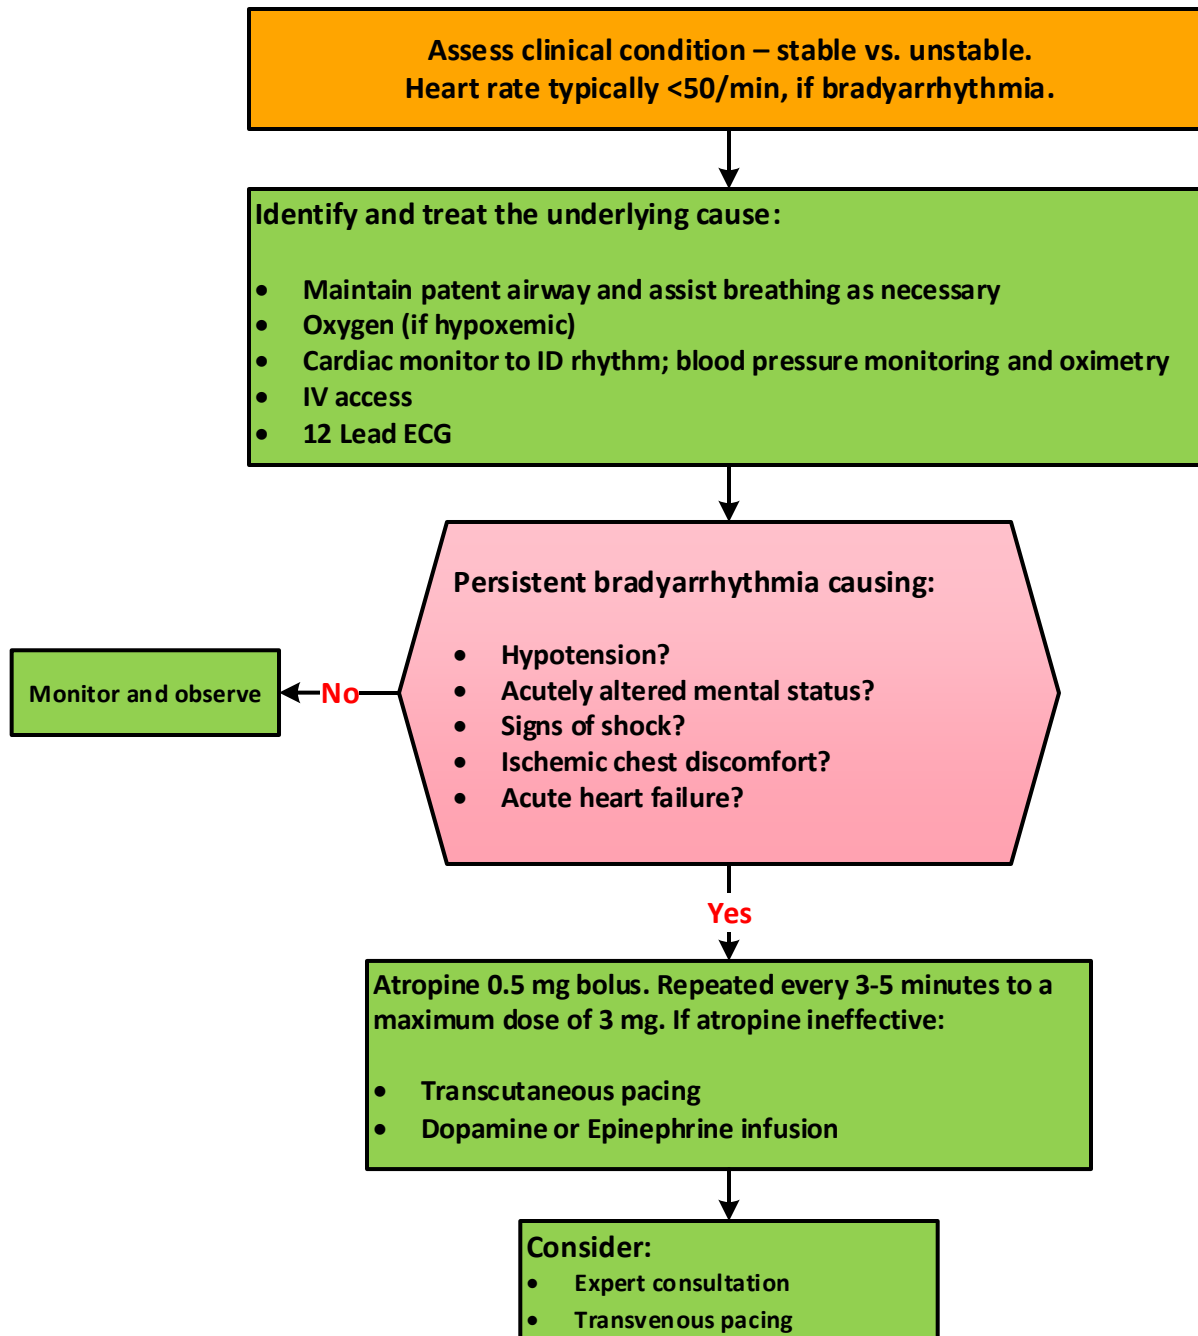 Assess clinical condition – stable vs. unstable.
Heart rate typically <50/min, if bradyarrhythmia.
Identify and treat the underlying cause:
• Maintain patent airway and assist breathing as necessary
• Oxygen (if hypoxemic)
• Cardiac monitor to ID rhythm; blood pressure monitoring and oximetry
• IV access
• 12 Lead ECG
Persistent bradyarrhythmia causing:
• Hypotension?
• Acutely altered mental status?
• Signs of shock?
• Ischemic chest discomfort?
• Acute heart failure?
No
Monitor and observe
Yes
Atropine 0.5 mg bolus. Repeated every 3-5 minutes to a
maximum dose of 3 mg. If atropine ineffective:
• Transcutaneous pacing
• Dopamine or Epinephrine infusion
Consider:
• Expert consultation
• Transvenous pacing